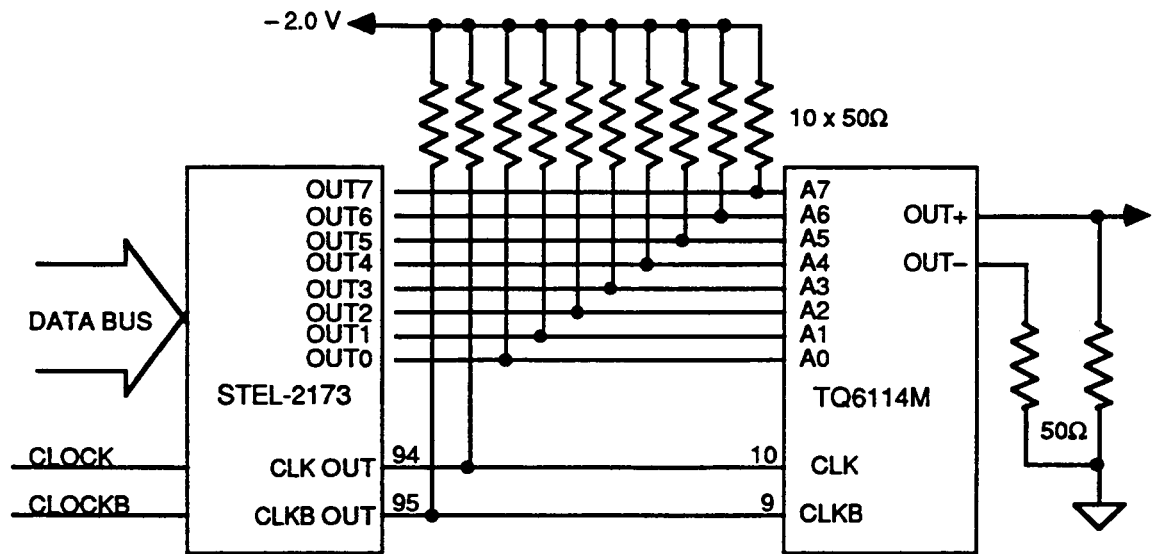 – 2.0 V
10 x 50Ω
OUT7
OUT6
OUT5
OUT4
OUT3
OUT2
OUT1
OUT0
A7
A6
A5
A4
A3
A2
A1
A0
OUT+
OUT–
DATA BUS
STEL-2173
TQ6114M
50Ω
CLOCK
CLK OUT
94
10
CLK
CLOCKB
CLKB OUT
95
9
CLKB